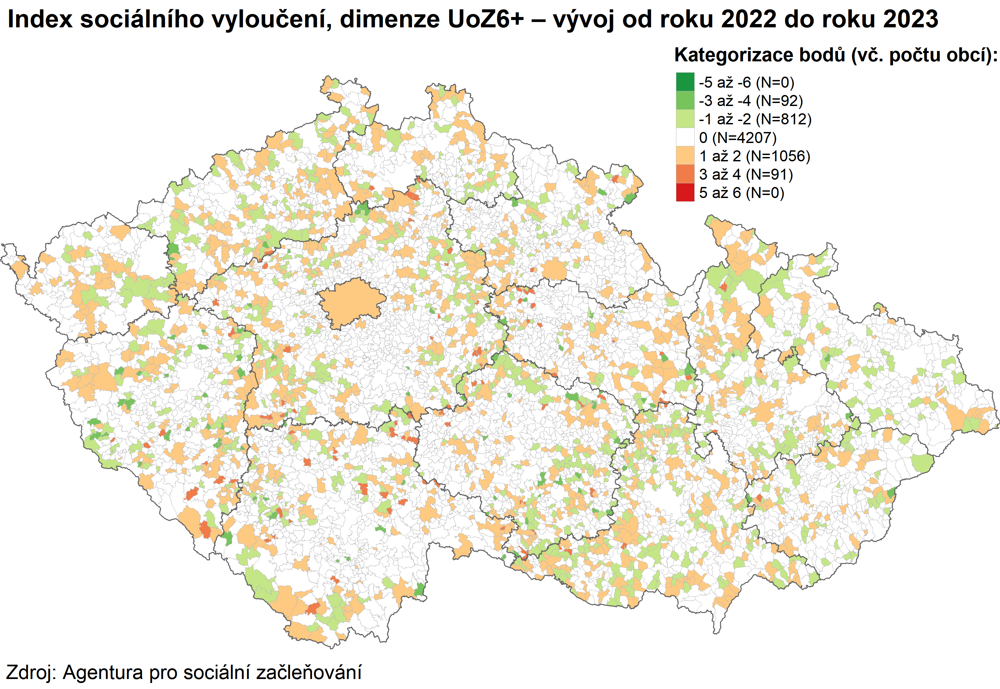 Index sociálního vyloučení, dimenze UoZ6+ – vývoj od roku 2022 do roku 2023
Kategorizace bodů (vč. počtu obcí):
-5 až -6 (N=0)
-3 až -4 (N=92)
-1 až -2 (N=812)
0 (N=4207)
1 až 2 (N=1056)
3 až 4 (N=91)
5 až 6 (N=0)
Zdroj: Agentura pro sociální začleňování